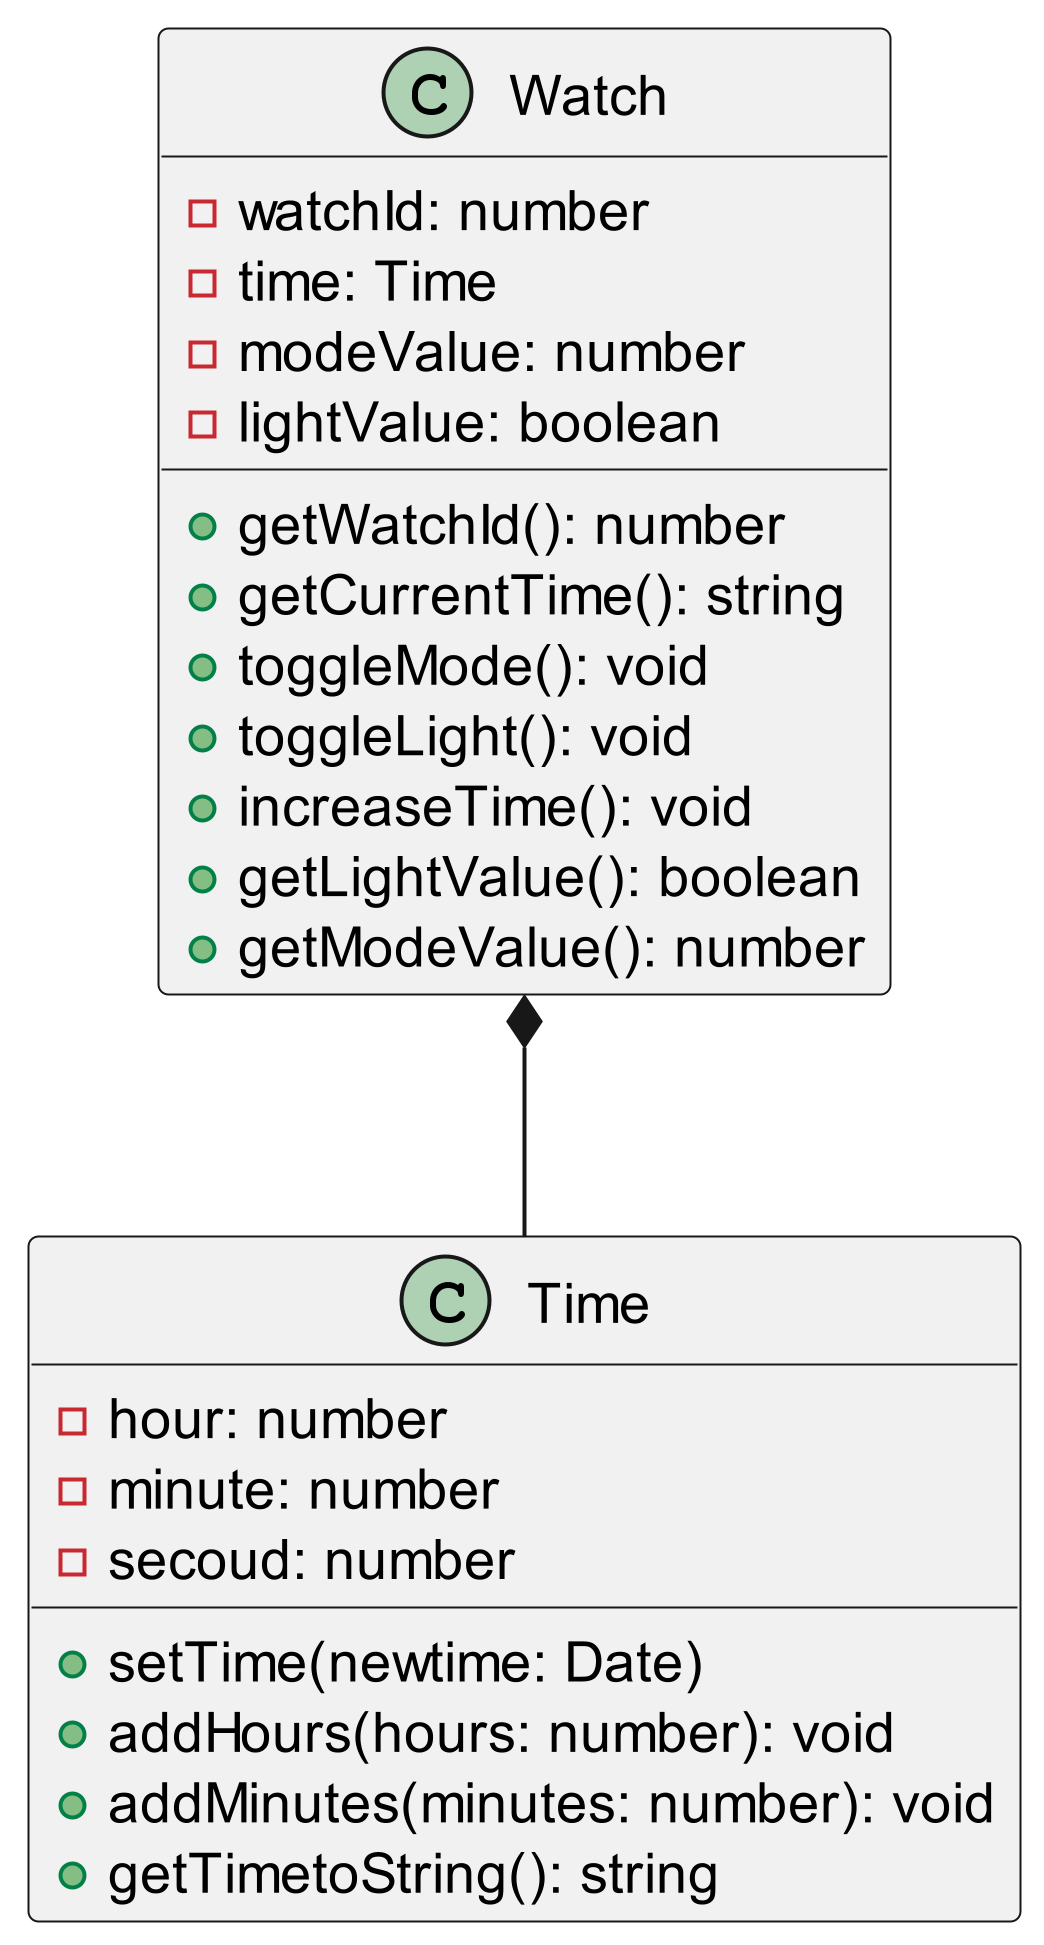 C Watch
watchId: number
time: Time
modeValue: number
lightValue: boolean
getWatchId(): number
getCurrentTime(): string
toggleMode(): void
toggleLight(): void
increaseTime(): void
getLightValue(): boolean
getModeValue(): number
C Time
hour: number
minute: number
secoud: number
setTime(newtime: Date)
addHours(hours: number): void
addMinutes(minutes: number): void
getTimetoString(): string